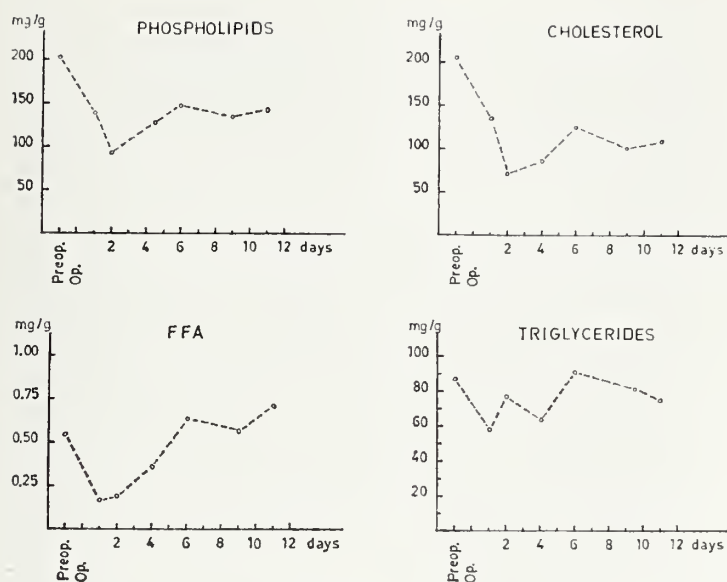 mg/g
PHOSPHOLIPIDS
200
150
100
50
2 4 6 8 10 12 days
Preop.
Op.
mg/g
CHOLESTEROL
200
150
100
50
2 4 6 8 10 12 days
Preop.
Op.
mg/g
FFA
1.00
0.75
0.50
0.25
2 4 6 8 10 12 days
Preop.
Op.
mg/g
TRIGLYCERIDES
100
80
60
40
20
2 4 6 8 10 12 days
Preop.
Op.